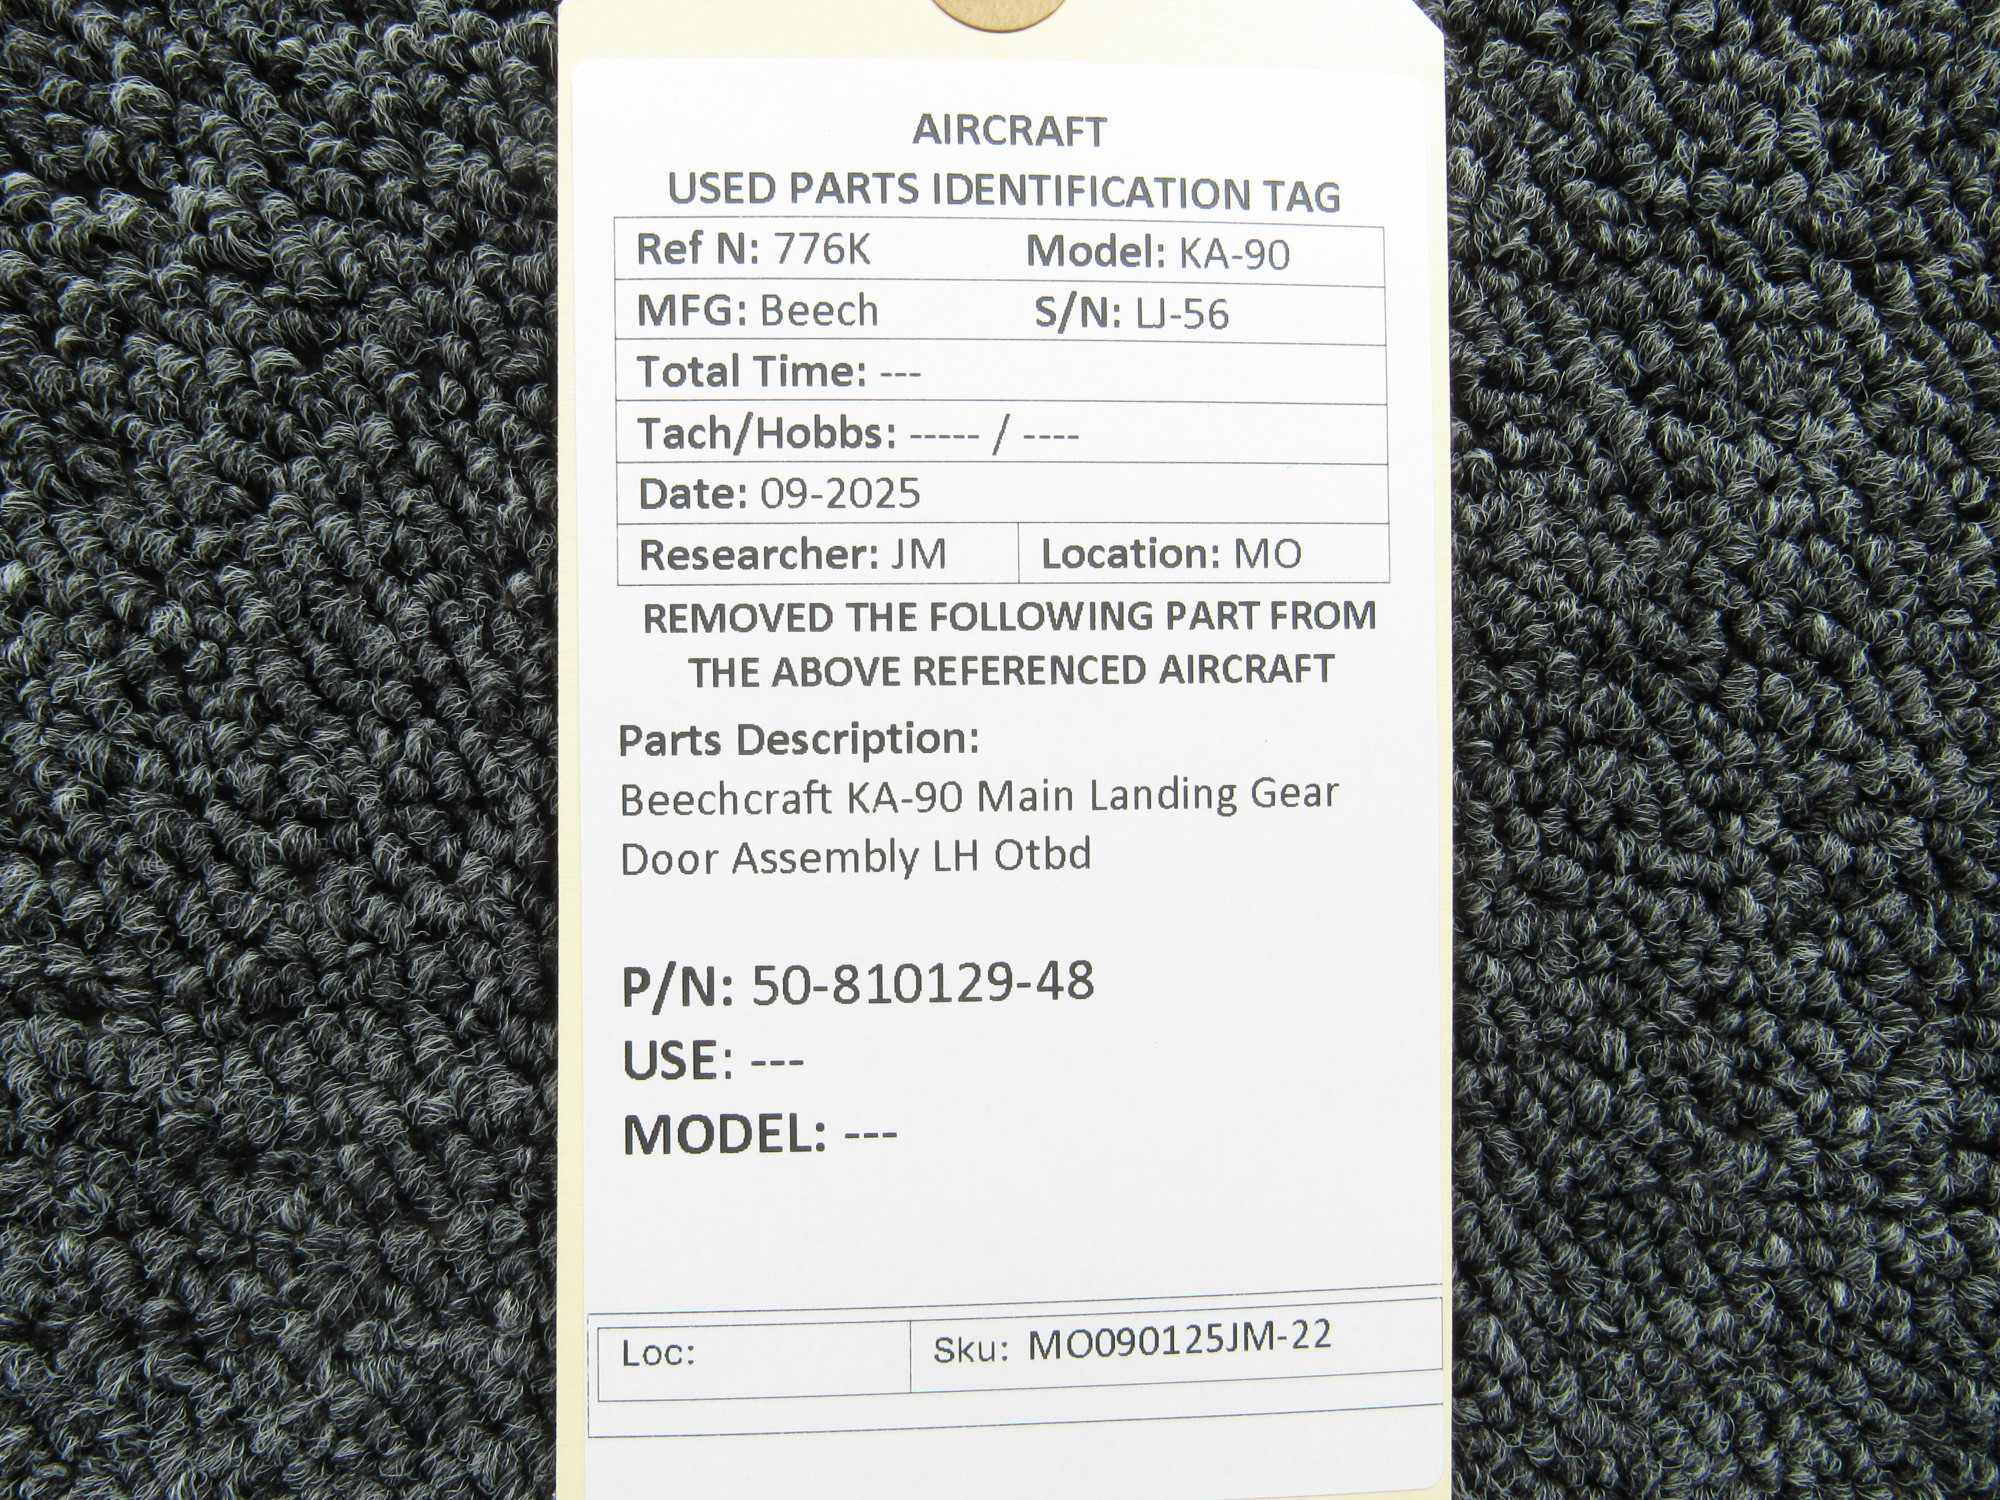 AIRCRAFT
USED PARTS IDENTIFICATION TAG
Ref N: 776K Model: KA-90
MFG: Beech S/N: LJ-56
Total Time: ---
Tach/Hobbs: ----- / ----
Date: 09-2025
Researcher: JM Location: MO
REMOVED THE FOLLOWING PART FROM
THE ABOVE REFERENCED AIRCRAFT
Parts Description:
Beechcraft KA-90 Main Landing Gear
Door Assembly LH Otbd
P/N: 50-810129-48
USE: ---
MODEL: ---
Loc: Sku: MO090125JM-22